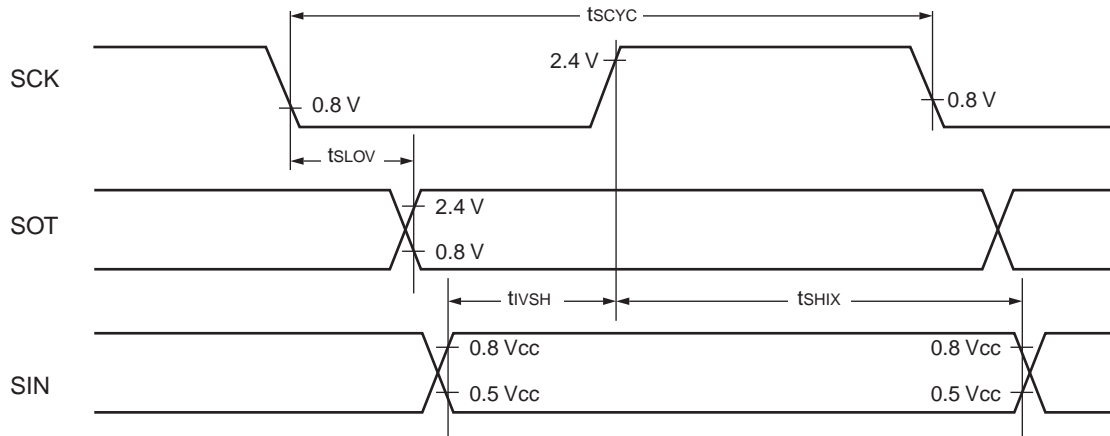 tSCYC
SCK
2.4 V
0.8 V
0.8 V
tSLOV
SOT
2.4 V
0.8 V
tIVSH
tSHIX
SIN
0.8 Vcc
0.8 Vcc
0.5 Vcc
0.5 Vcc